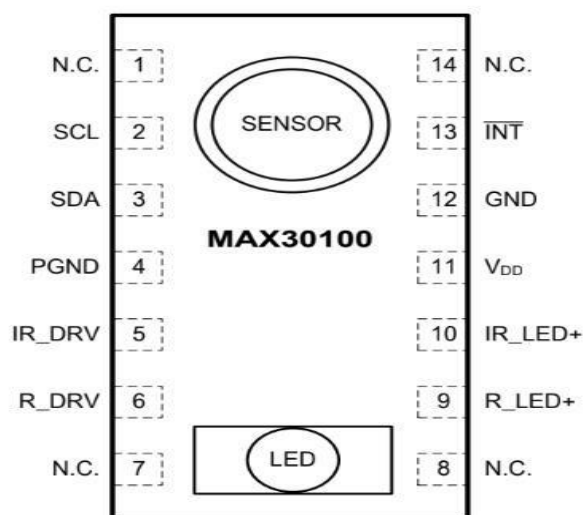 N.C. 1 14 N.C.
SENSOR
SCL 2 13 INT
SDA 3 12 GND
MAX30100
PGND 4 11 VDD
IR_DRV 5 10 IR_LED+
R_DRV 6 9 R_LED+
N.C. 7 LED 8 N.C.